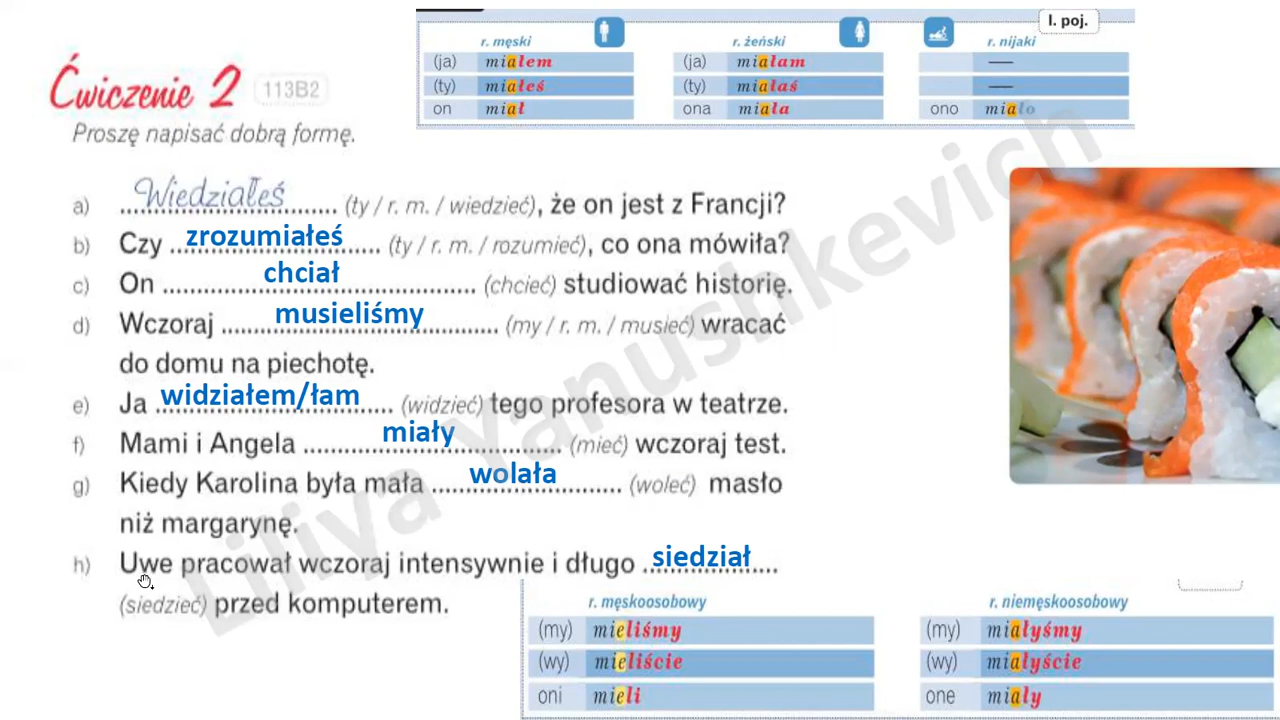 I. poj.
r. męski r. żeński r. nijaki
(ja) miałem (ja) miałam —
(ty) miałeś (ty) miałaś —
on miał ona miała ono miało
Ćwiczenie 2 113B2
Proszę napisać dobrą formę.
a) Wiedziałeś (ty / r. m. / wiedzieć), że on jest z Francji?
b) Czy zrozumiałeś (ty / r. m. / rozumieć), co ona mówiła?
c) On chciał (chcieć) studiować historię.
d) Wczoraj musieliśmy (my / r. m. / musieć) wracać
do domu na piechotę.
e) Ja widziałem/łam (widzieć) tego profesora w teatrze.
f) Mami i Angela miały (mieć) wczoraj test.
g) Kiedy Karolina była mała wolała (woleć) masło
niż margarynę.
h) Uwe pracował wczoraj intensywnie i długo siedział
(siedzieć) przed komputerem.
r. męskoosobowy r. niemęskoosobowy
(my) mieliśmy (my) miałyśmy
(wy) mieliście (wy) miałyście
oni mieli one miały
Liliya Yanushkevich